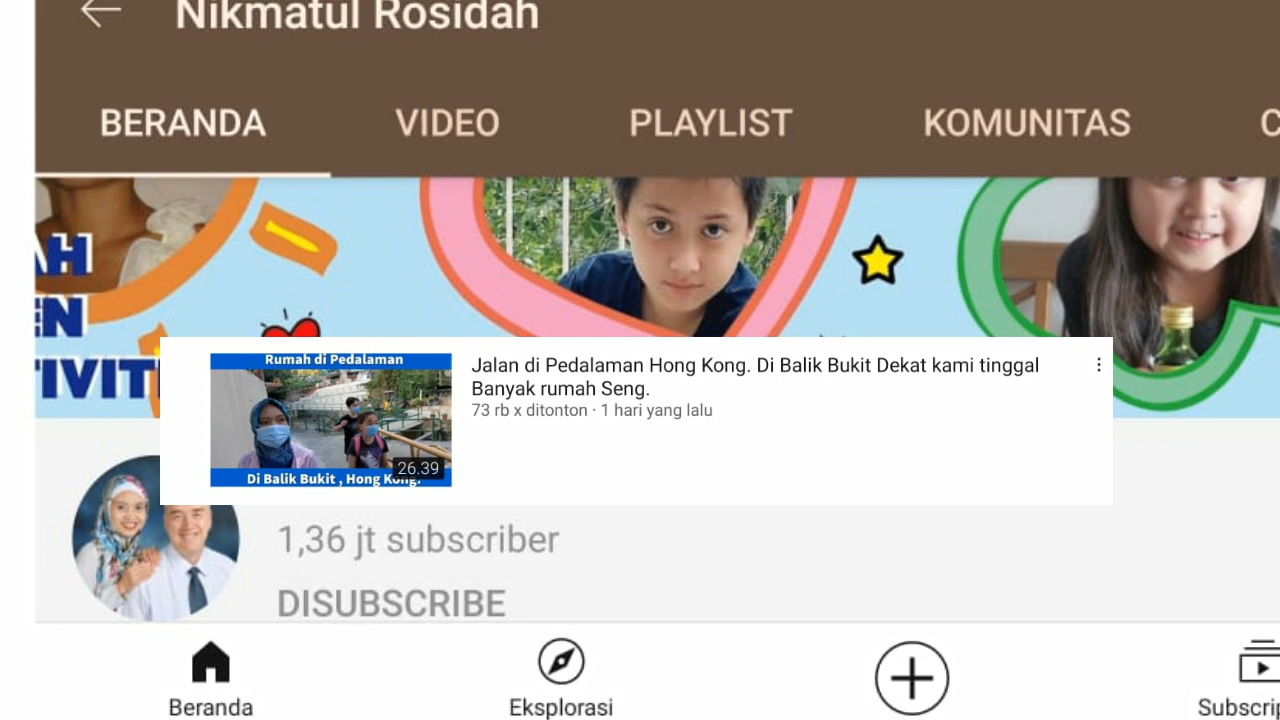 Nikmatul Rosidah
BERANDA
VIDEO
PLAYLIST
KOMUNITAS
Rumah di Pedalaman
26.39
Di Balik Bukit , Hong Kong.
Jalan di Pedalaman Hong Kong. Di Balik Bukit Dekat kami tinggal
Banyak rumah Seng.
73 rb x ditonton · 1 hari yang lalu
1,36 jt subscriber
DISUBSCRIBE
Beranda
Eksplorasi